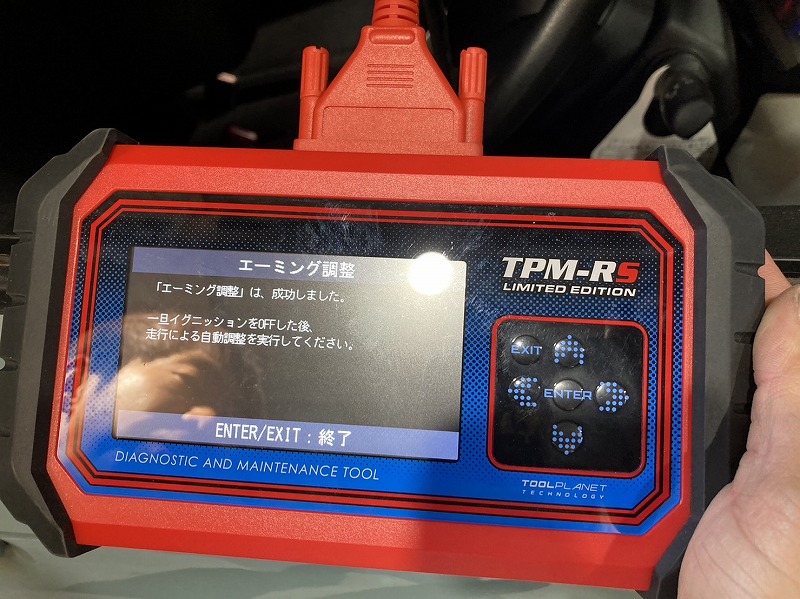 エーミング調整
「エーミング調整」は、成功しました。
一旦イグニッションをOFFした後、
走行による自動調整を実行してください。
ENTER/EXIT：終了
DIAGNOSTIC AND MAINTENANCE TOOL
TPM-RS
LIMITED EDITION
EXIT
ENTER
TOOLPLANET
TECHNOLOGY